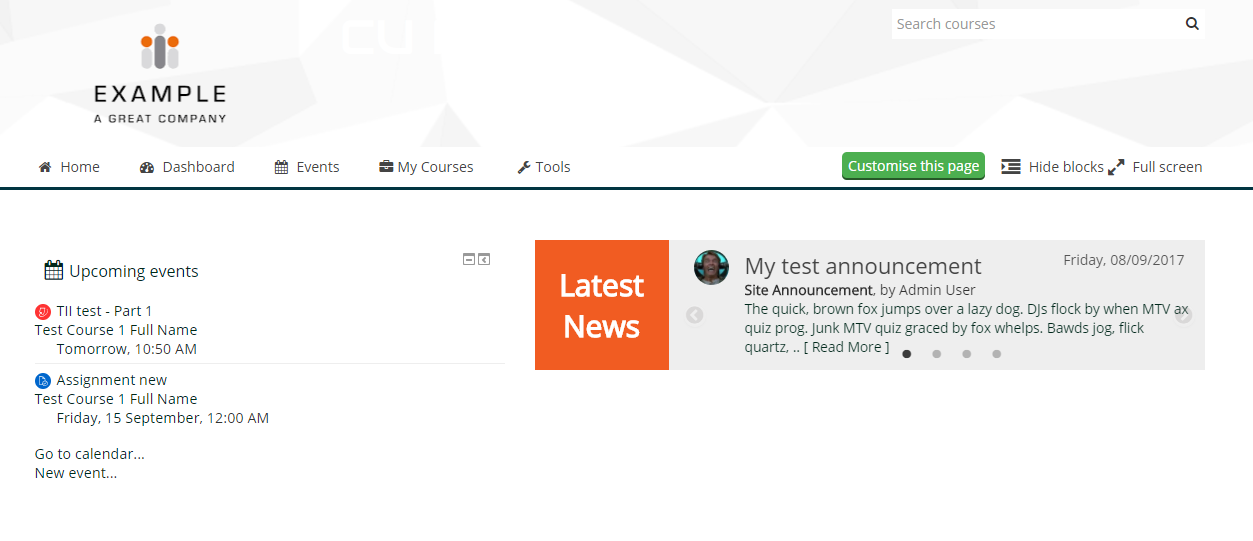 CU
Search courses
EXAMPLE
A GREAT COMPANY
Home
Dashboard
Events
My Courses
Tools
Customise this page
Hide blocks
Full screen
Upcoming events
TII test - Part 1
Test Course 1 Full Name
Tomorrow, 10:50 AM
Assignment new
Test Course 1 Full Name
Friday, 15 September, 12:00 AM
Go to calendar...
New event...
Latest
News
My test announcement
Friday, 08/09/2017
Site Announcement, by Admin User
The quick, brown fox jumps over a lazy dog. DJs flock by when MTV ax
quiz prog. Junk MTV quiz graced by fox whelps. Bawds jog, flick
quartz, .. [ Read More ]